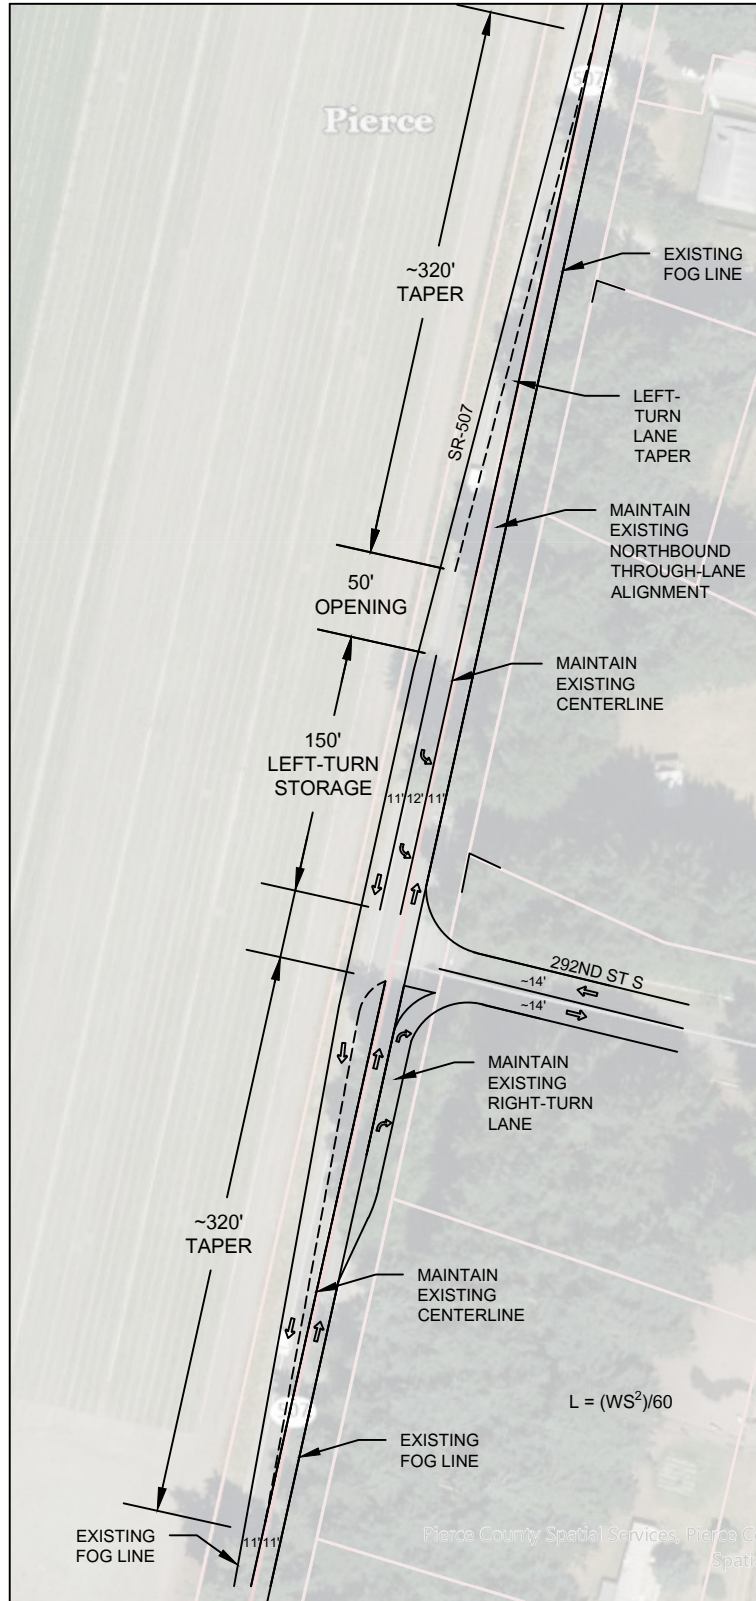 507
Pierce
~320'
TAPER
EXISTING
FOG LINE
LEFT-
TURN
LANE
TAPER
SR-507
MAINTAIN
EXISTING
NORTHBOUND
THROUGH-LANE
ALIGNMENT
50'
OPENING
MAINTAIN
EXISTING
CENTERLINE
150'
LEFT-TURN
STORAGE
11' 12' 11'
292ND ST S
~14'
~14'
MAINTAIN
EXISTING
RIGHT-TURN
LANE
~320'
TAPER
MAINTAIN
EXISTING
CENTERLINE
L = (WS²)/60
507
EXISTING
FOG LINE
EXISTING
FOG LINE
11' 11'
Pierce County Spatial Services, Pierce C
Spati